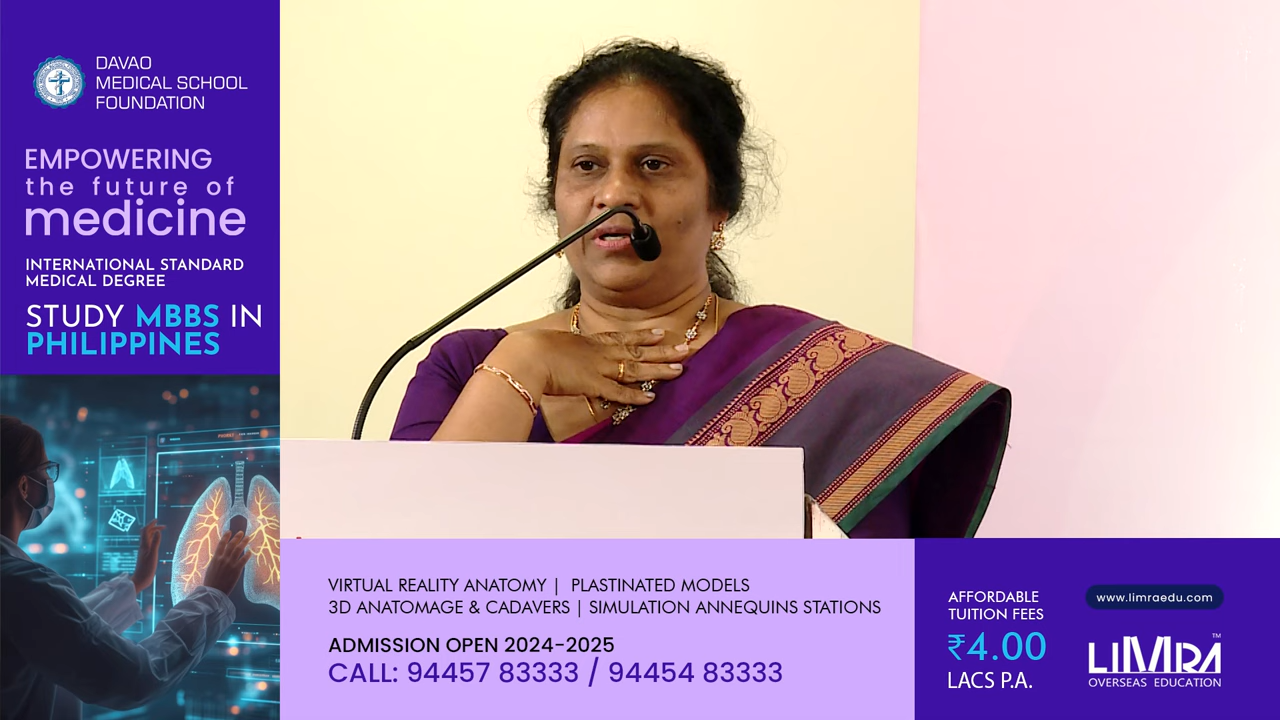 DAVAO
MEDICAL SCHOOL
FOUNDATION
EMPOWERING
the future of
medicine
INTERNATIONAL STANDARD
MEDICAL DEGREE
STUDY MBBS IN
PHILIPPINES
VIRTUAL REALITY ANATOMY | PLASTINATED MODELS
3D ANATOMAGE & CADAVERS | SIMULATION ANNEQUINS STATIONS
ADMISSION OPEN 2024-2025
CALL: 94457 83333 / 94454 83333
AFFORDABLE
TUITION FEES
₹4.00
LACS P.A.
www.limraedu.com
LIMRA™
OVERSEAS EDUCATION